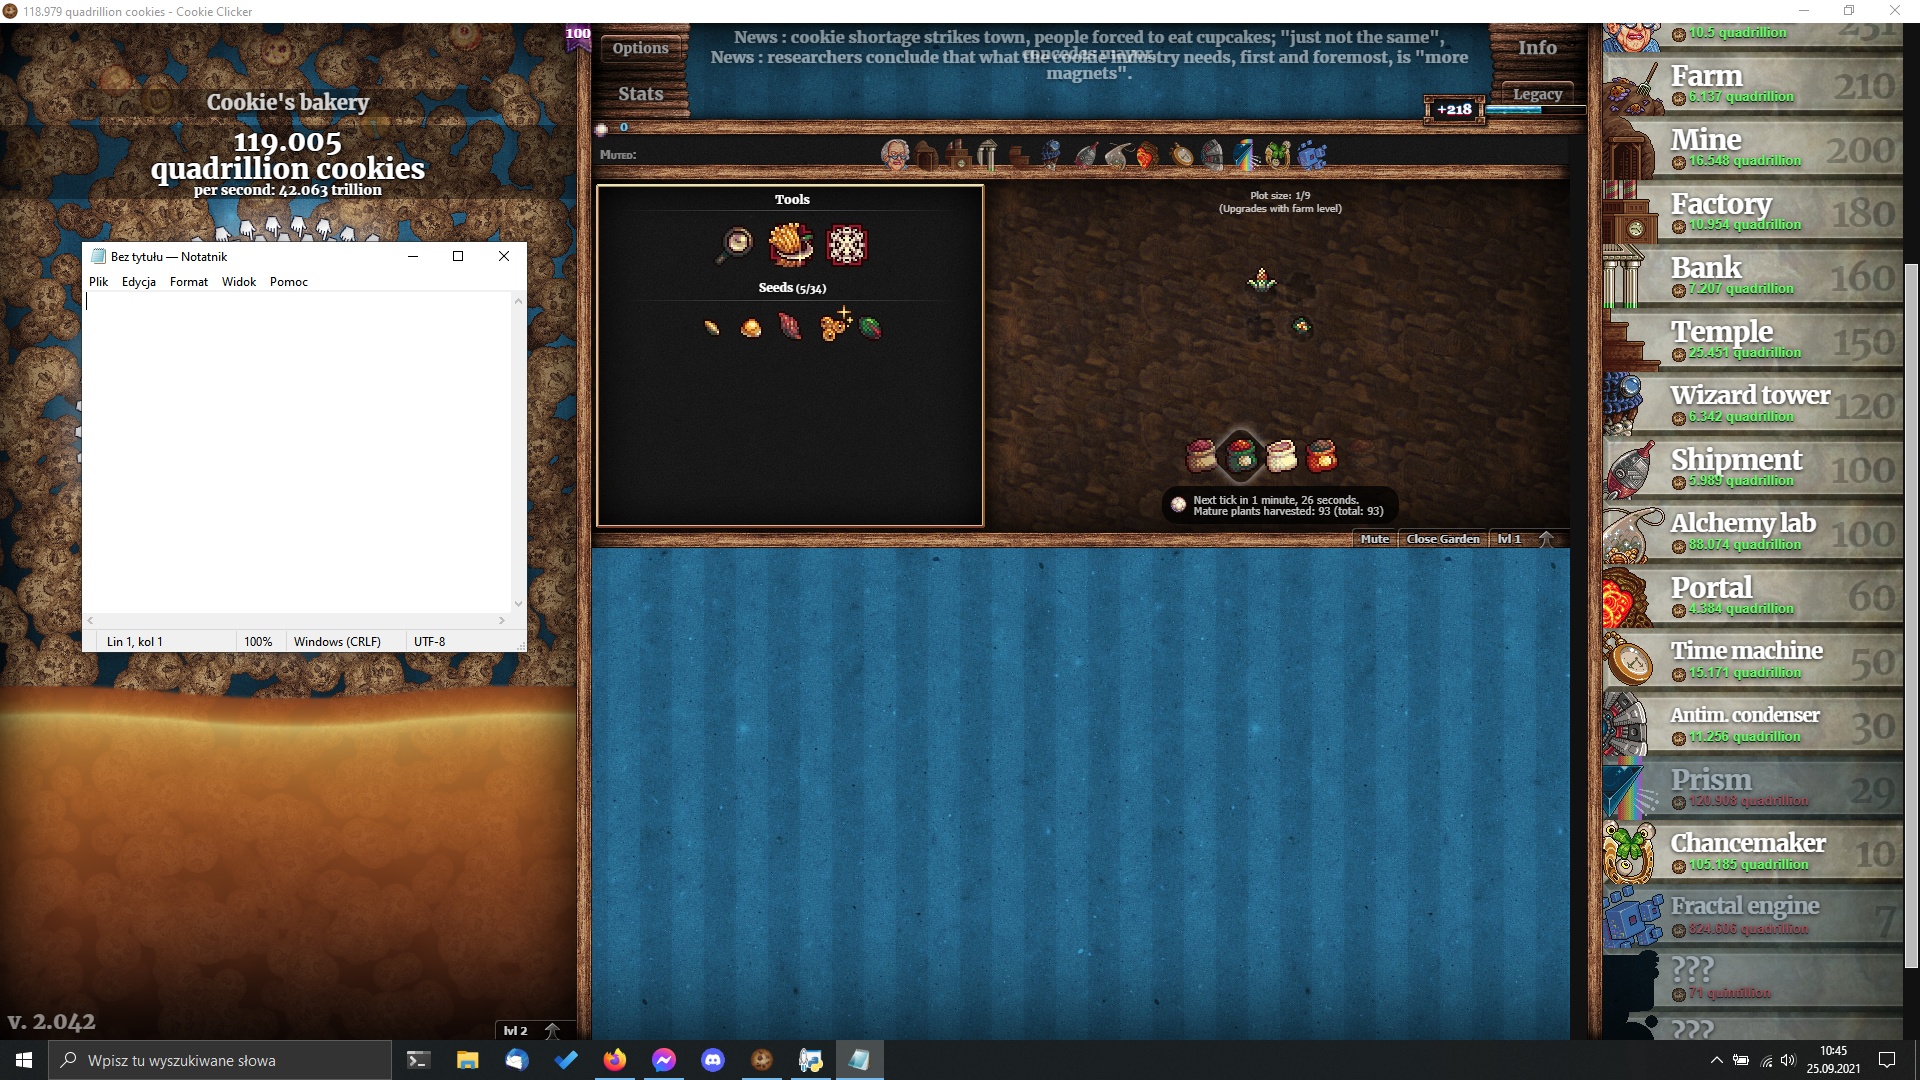 118.979 quadrillion cookies - Cookie Clicker
100
Options
Stats
News : cookie shortage strikes town, people forced to eat cupcakes; "just not the same",
concedes mayor.
News : researchers conclude that what the cookie industry needs, first and foremost, is "more
magnets".
Info
Legacy
+218
Cookie's bakery
119.005
quadrillion cookies
per second: 42.063 trillion
0
Muted:
Bez tytułu — Notatnik
Plik Edycja Format Widok Pomoc
Lin 1, kol 1 100% Windows (CRLF) UTF-8
Tools
Seeds (5/34)
Plot size: 1/9
(Upgrades with farm level)
Next tick in 1 minute, 26 seconds.
Mature plants harvested: 93 (total: 93)
Mute Close Garden lvl 1
10.5 quadrillion
231
Farm
6.137 quadrillion
210
Mine
16.548 quadrillion
200
Factory
10.954 quadrillion
180
Bank
7.207 quadrillion
160
Temple
25.451 quadrillion
150
Wizard tower
6.342 quadrillion
120
Shipment
5.989 quadrillion
100
Alchemy lab
88.074 quadrillion
100
Portal
4.384 quadrillion
60
Time machine
15.171 quadrillion
50
Antim. condenser
11.256 quadrillion
30
Prism
120.908 quadrillion
29
Chancemaker
105.185 quadrillion
10
Fractal engine
824.606 quadrillion
7
???
71 quintillion
???
v. 2.042
lvl 2
Wpisz tu wyszukiwane słowa
10:45
25.09.2021